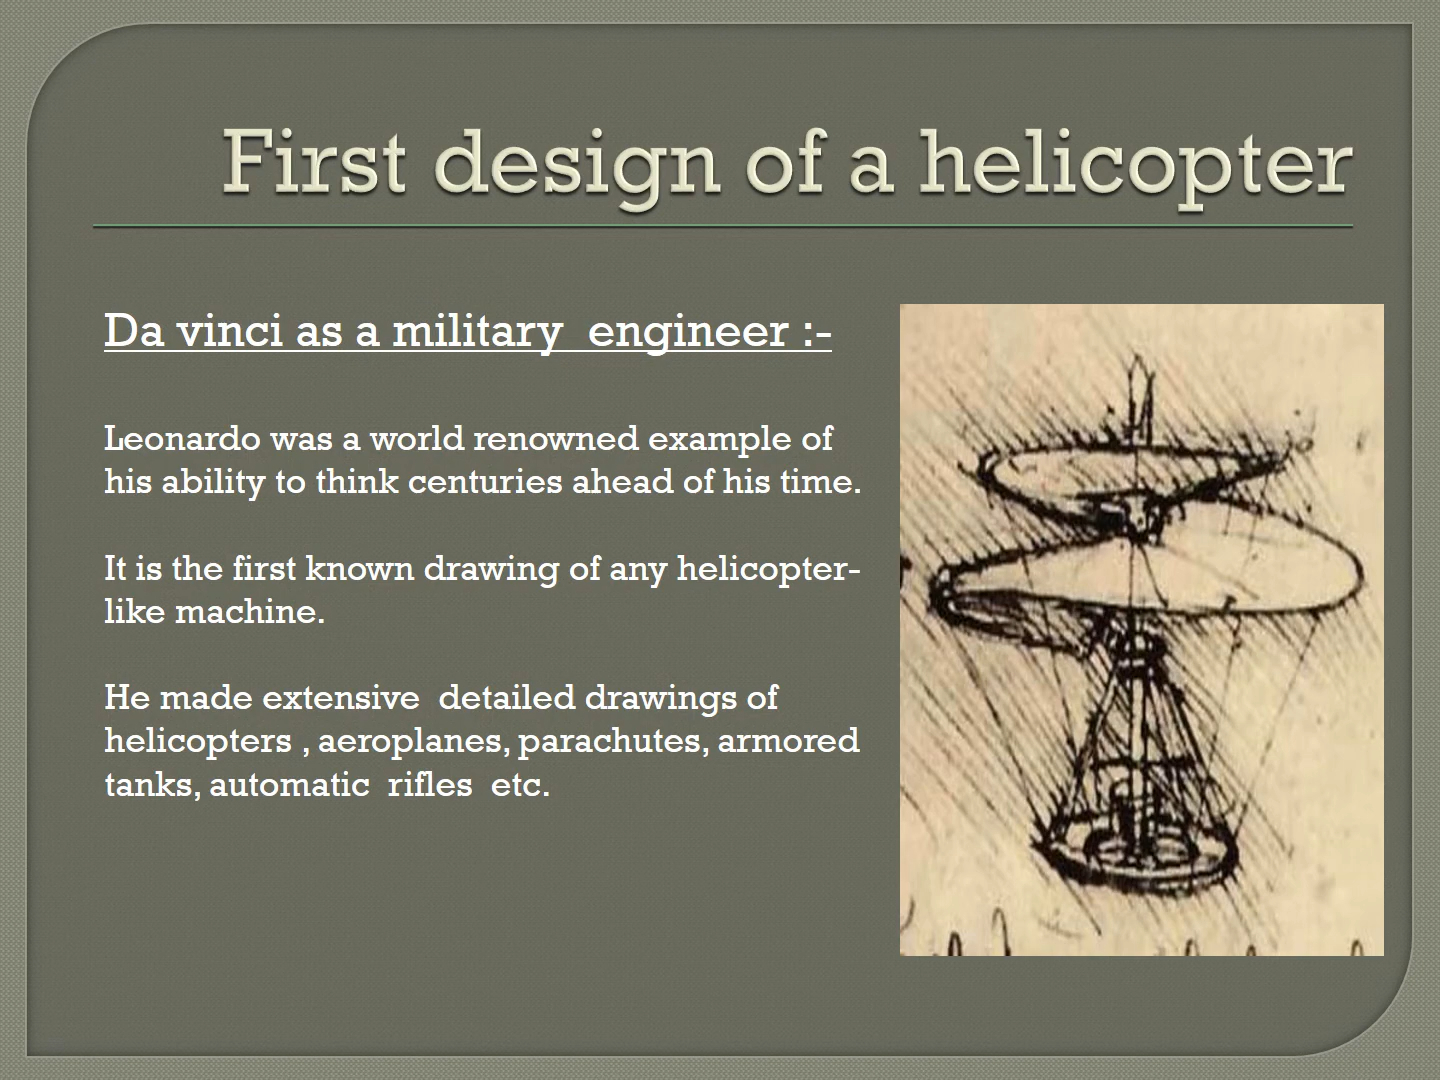 First design of a helicopter
Da vinci as a military  engineer :-
Leonardo was a world renowned example of
his ability to think centuries ahead of his time.
It is the first known drawing of any helicopter-
like machine.
He made extensive  detailed drawings of
helicopters , aeroplanes, parachutes, armored
tanks, automatic  rifles  etc.